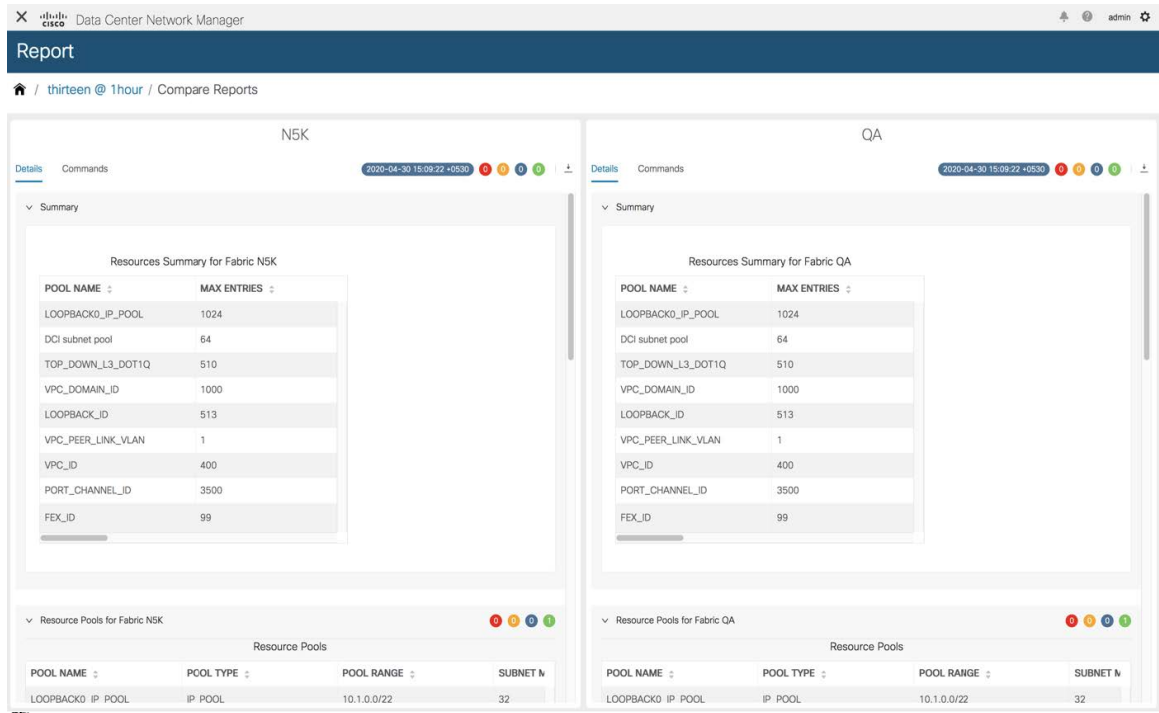 CISCO Data Center Network Manager admin
Report
/ thirteen @ 1hour / Compare Reports
N5K
Details Commands 2020-04-30 15:09:22 +0530 0 0 0 0
Summary
Resources Summary for Fabric N5K
POOL NAME MAX ENTRIES
LOOPBACK0_IP_POOL 1024
DCI subnet pool 64
TOP_DOWN_L3_DOT1Q 510
VPC_DOMAIN_ID 1000
LOOPBACK_ID 513
VPC_PEER_LINK_VLAN 1
VPC_ID 400
PORT_CHANNEL_ID 3500
FEX_ID 99
Resource Pools for Fabric N5K 0 0 0 1
Resource Pools
POOL NAME POOL TYPE POOL RANGE SUBNET M
LOOPBACK0_IP_POOL IP_POOL 10.1.0.0/22 32
QA
Details Commands 2020-04-30 15:09:22 +0530 0 0 0 0
Summary
Resources Summary for Fabric QA
POOL NAME MAX ENTRIES
LOOPBACK0_IP_POOL 1024
DCI subnet pool 64
TOP_DOWN_L3_DOT1Q 510
VPC_DOMAIN_ID 1000
LOOPBACK_ID 513
VPC_PEER_LINK_VLAN 1
VPC_ID 400
PORT_CHANNEL_ID 3500
FEX_ID 99
Resource Pools for Fabric QA 0 0 0 1
Resource Pools
POOL NAME POOL TYPE POOL RANGE SUBNET M
LOOPBACK0_IP_POOL IP_POOL 10.1.0.0/22 32